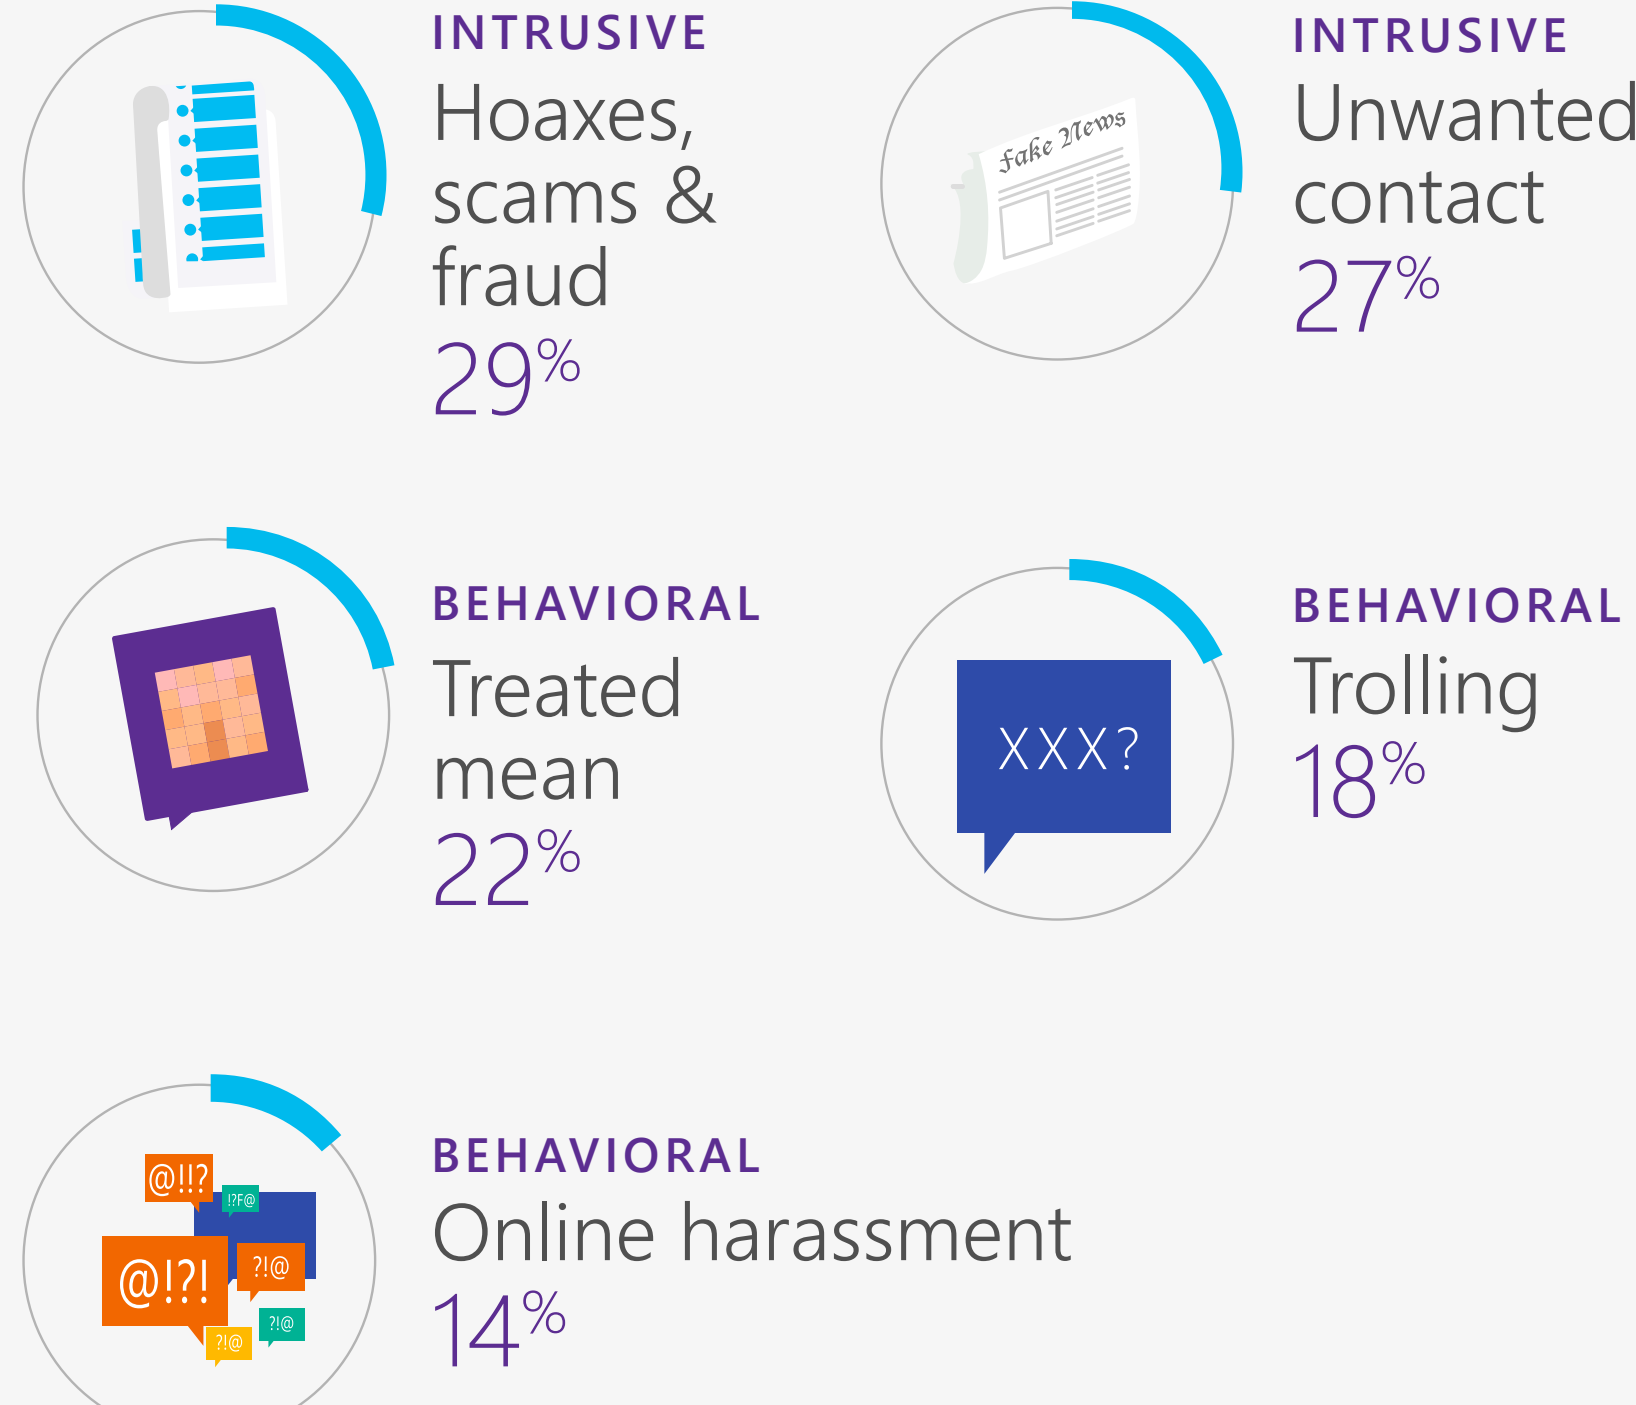 INTRUSIVE
Hoaxes,
scams &
fraud
29%
Fake News
INTRUSIVE
Unwanted
contact
27%
BEHAVIORAL
Treated
mean
22%
XXX?
BEHAVIORAL
Trolling
18%
@!!?
!?F@
@!?!
?!@
?!@
?!@
BEHAVIORAL
Online harassment
14%